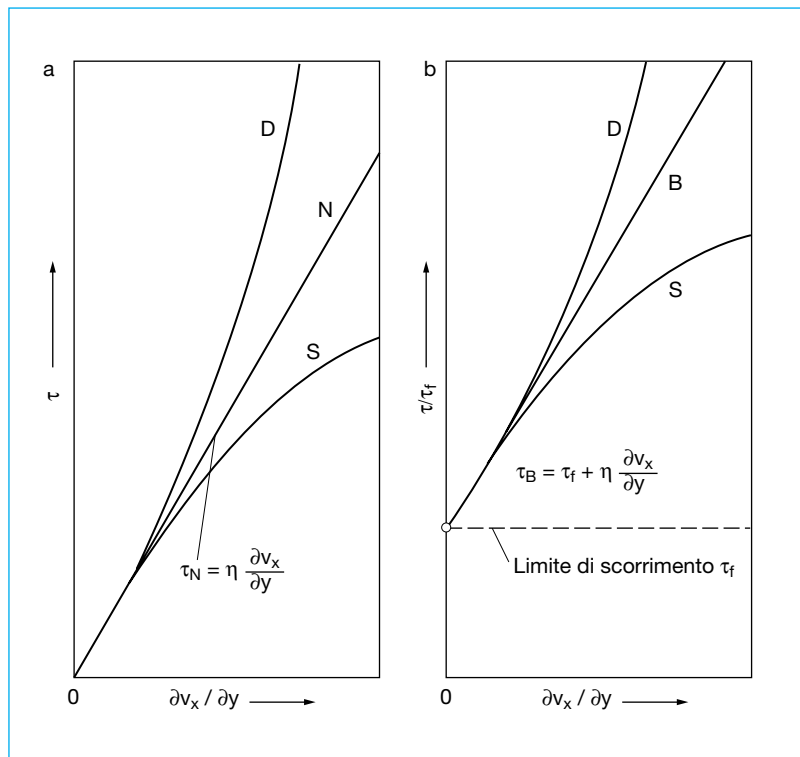 a
D
N
S
τ
τN = η ∂vx/∂y
0
∂vx / ∂y
b
D
B
S
τ/τf
τB = τf + η ∂vx/∂y
Limite di scorrimento τf
0
∂vx / ∂y